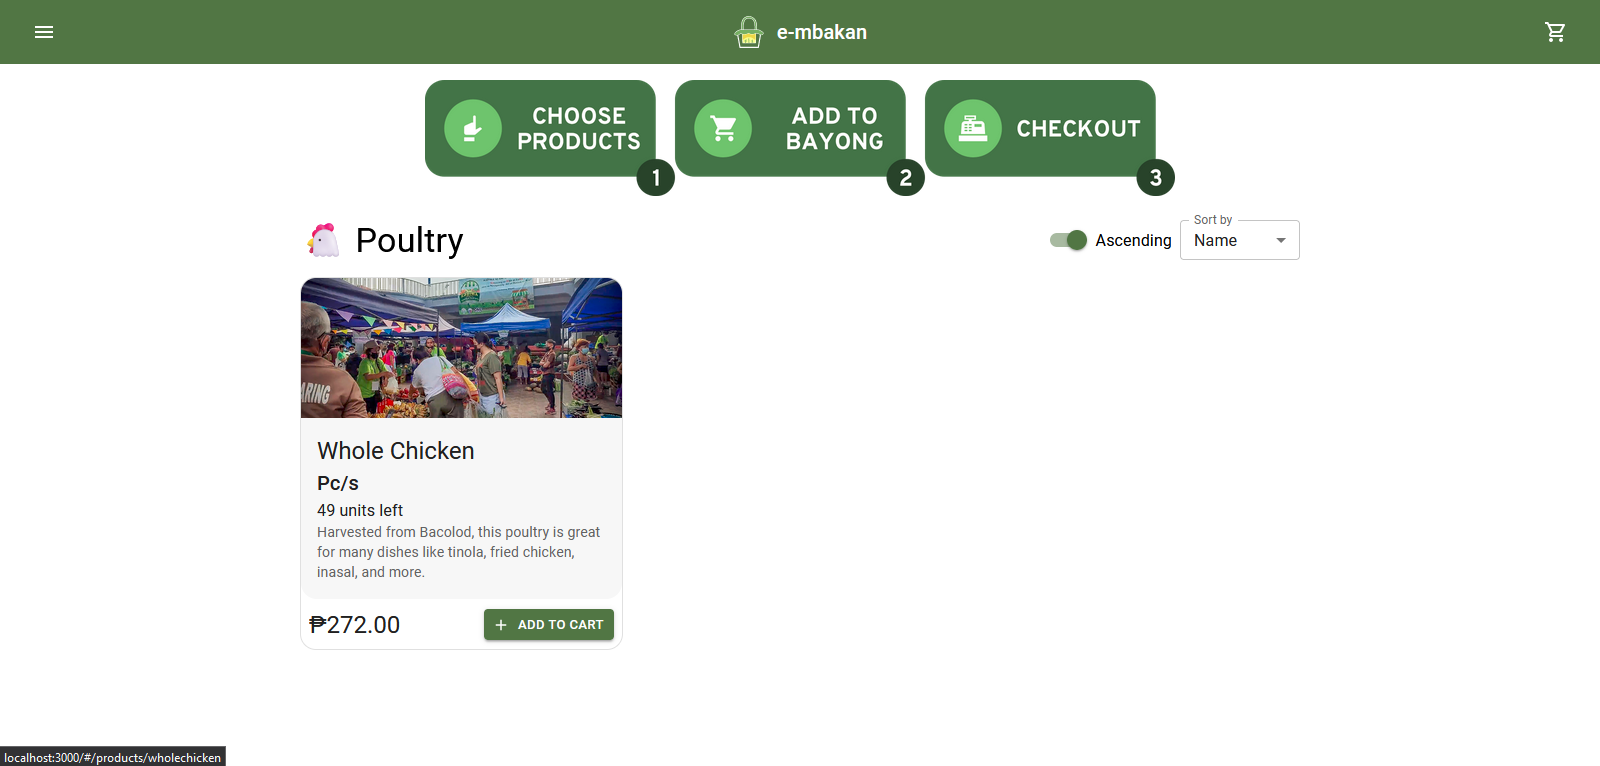 e-mbakan
CHOOSE
PRODUCTS
1
ADD TO
BAYONG
2
CHECKOUT
3
Poultry
Ascending
Sort by
Name
ARING
Whole Chicken
Pc/s
49 units left
Harvested from Bacolod, this poultry is great
for many dishes like tinola, fried chicken,
inasal, and more.
₱272.00
+ ADD TO CART
localhost:3000/#/products/wholechicken